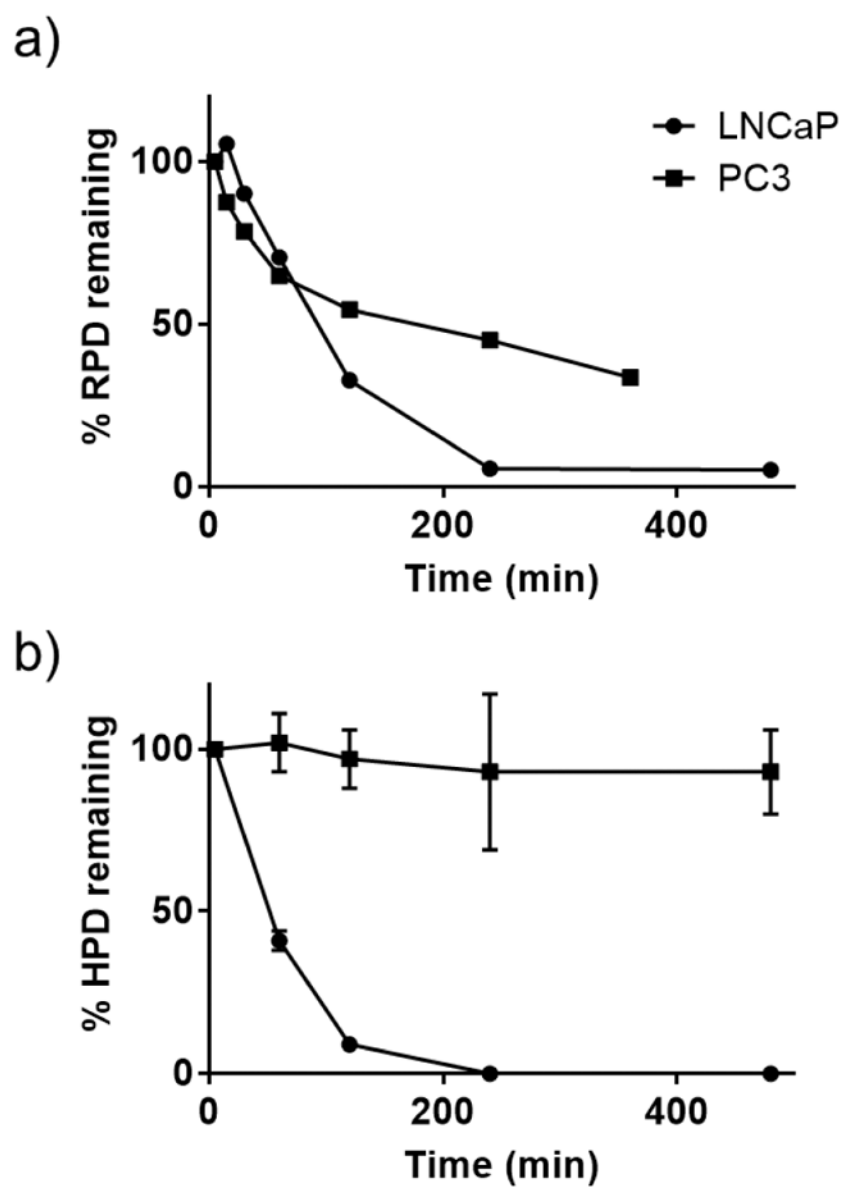 a)
LNCaP
PC3
% RPD remaining
100
50
0
0 200 400
Time (min)
b)
% HPD remaining
100
50
0
0 200 400
Time (min)